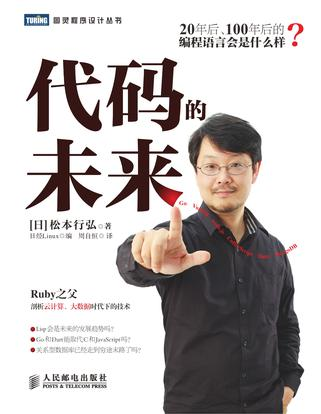 TURING 图灵程序设计丛书
20年后、100年后的
编程语言会是什么样?
代码的
未来
[日]松本行弘 著
日经Linux 编 周自恒 译
Ruby之父
剖析云计算、大数据时代下的技术
Lisp会是未来的发展趋势吗?
Go和Dart能取代C和JavaScript吗?
关系型数据库已经走到穷途末路了吗?
人民邮电出版社
POSTS & TELECOM PRESS